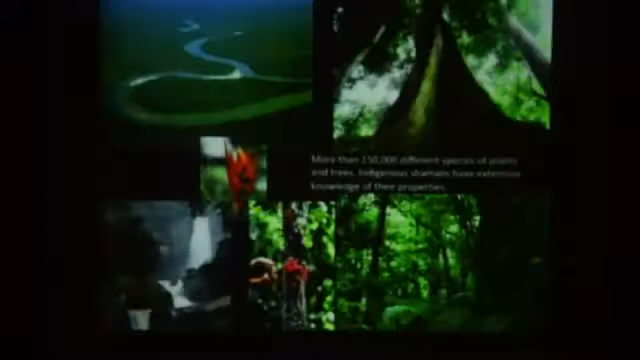 More than 150,000 different species of plants
and trees. Indigenous shamans have extensive
knowledge of their properties.